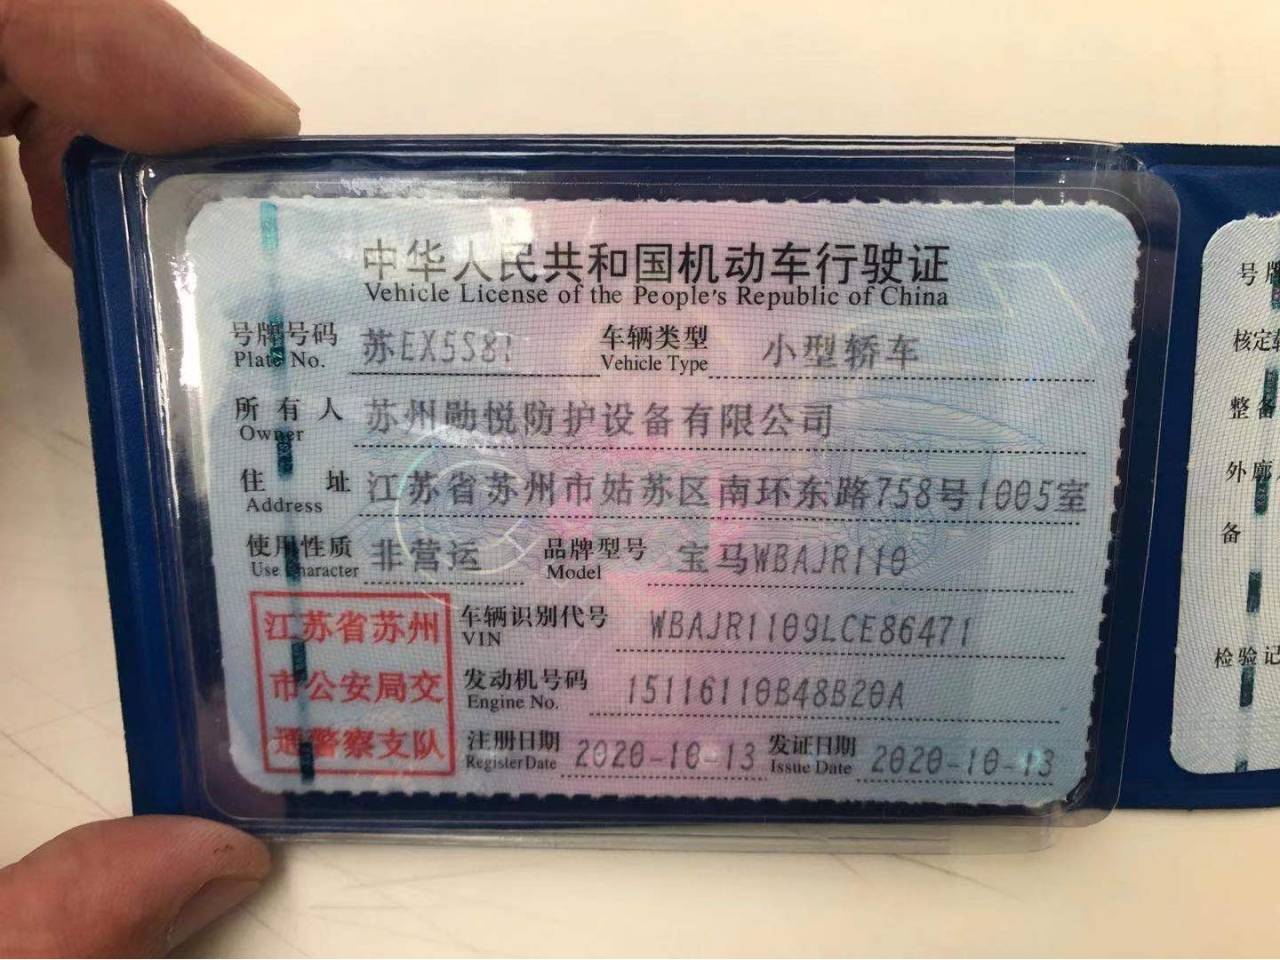 中华人民共和国机动车行驶证
Vehicle License of the People's Republic of China
号牌号码 苏EX5S81 车辆类型 小型轿车
Plate No. Vehicle Type
所有人 苏州勋悦防护设备有限公司
Owner
住址 江苏省苏州市姑苏区南环东路758号1005室
Address
使用性质 非营运 品牌型号 宝马WBAJR110
Use Character Model
江苏省苏州
市公安局交
通警察支队
车辆识别代号 WBAJR1109LCE86471
VIN
发动机号码 15116110B48B20A
Engine No.
注册日期 2020-10-13 发证日期 2020-10-13
Register Date Issue Date
号牌
核定
整备
外廓
备
检验记